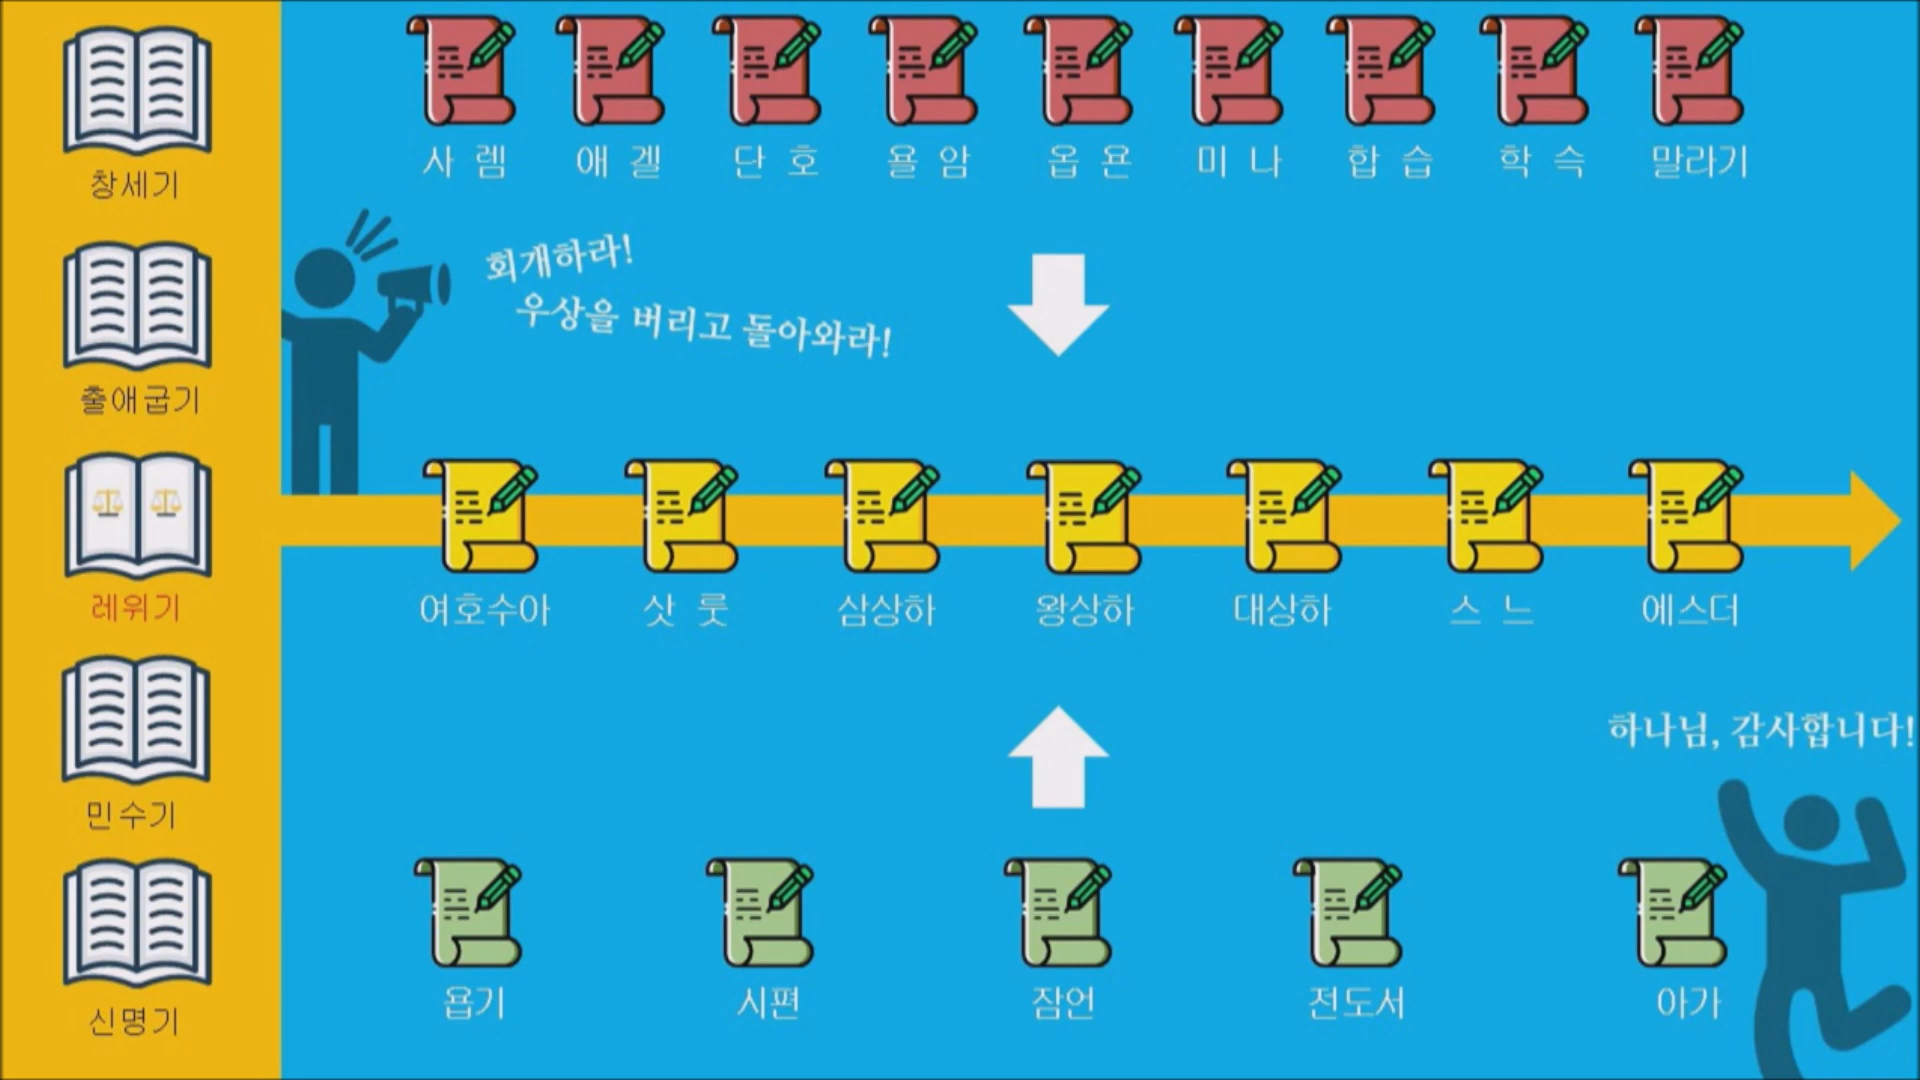 창세기
출애굽기
레위기
민수기
신명기
사 렘
애 겔
단 호
욜 암
옵 욘
미 나
합 습
학 슥
말라기
회개하라!
우상을 버리고 돌아와라!
여호수아
삿 룻
삼상하
왕상하
대상하
스 느
에스더
하나님, 감사합니다!
욥기
시편
잠언
전도서
아가